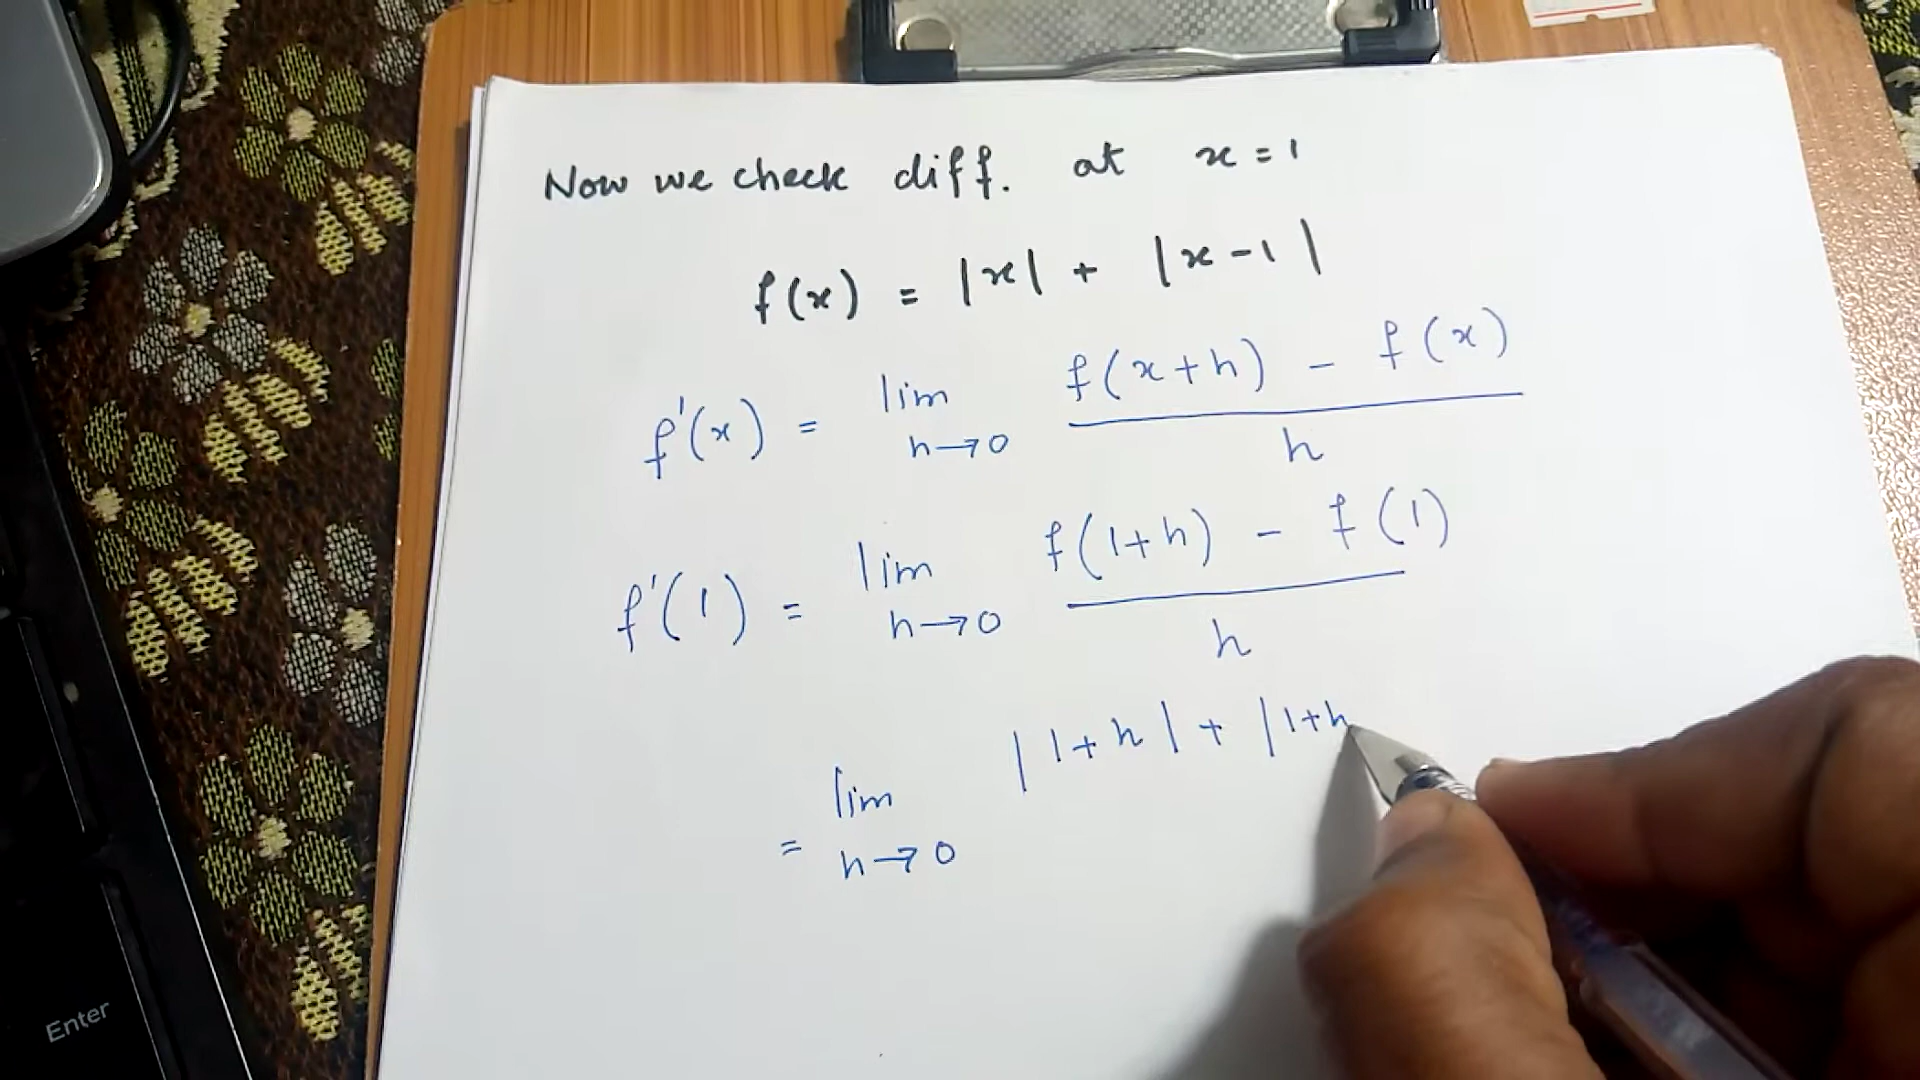 Now we check diff. at x = 1
f(x) = |x| + |x - 1|
f'(x) = lim h→0 f(x+h) - f(x) / h
f'(1) = lim h→0 f(1+h) - f(1) / h
= lim h→0 |1+h| + |1+h
Enter